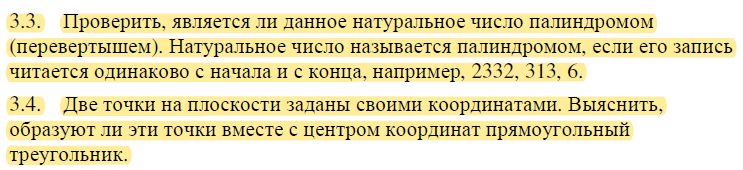 3.3. Проверить, является ли данное натуральное число палиндромом
(перевертышем). Натуральное число называется палиндромом, если его запись
читается одинаково с начала и с конца, например, 2332, 313, 6.
3.4. Две точки на плоскости заданы своими координатами. Выяснить,
образуют ли эти точки вместе с центром координат прямоугольный
треугольник.